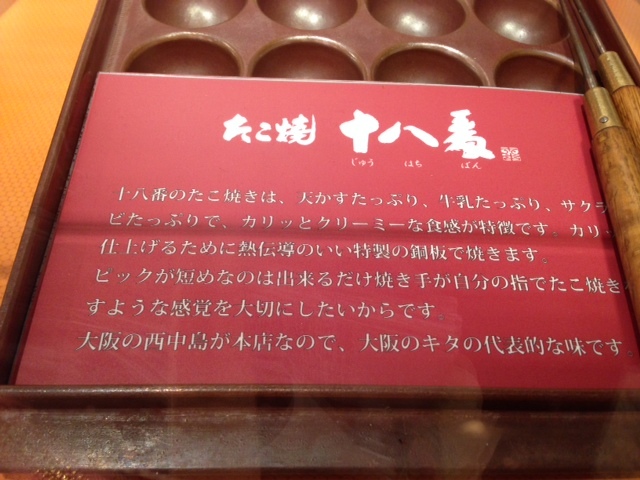 たこ焼 十八番
じゅう はち ばん
十八番のたこ焼きは、天かすたっぷり、牛乳たっぷり、サクラ
ビたっぷりで、カリッとクリーミーな食感が特徴です。カリッ
仕上げるために熱伝導のいい特製の銅板で焼きます。
ピックが短めなのは出来るだけ焼き手が自分の指でたこ焼き
すような感覚を大切にしたいからです。
大阪の西中島が本店なので、大阪のキタの代表的な味です。